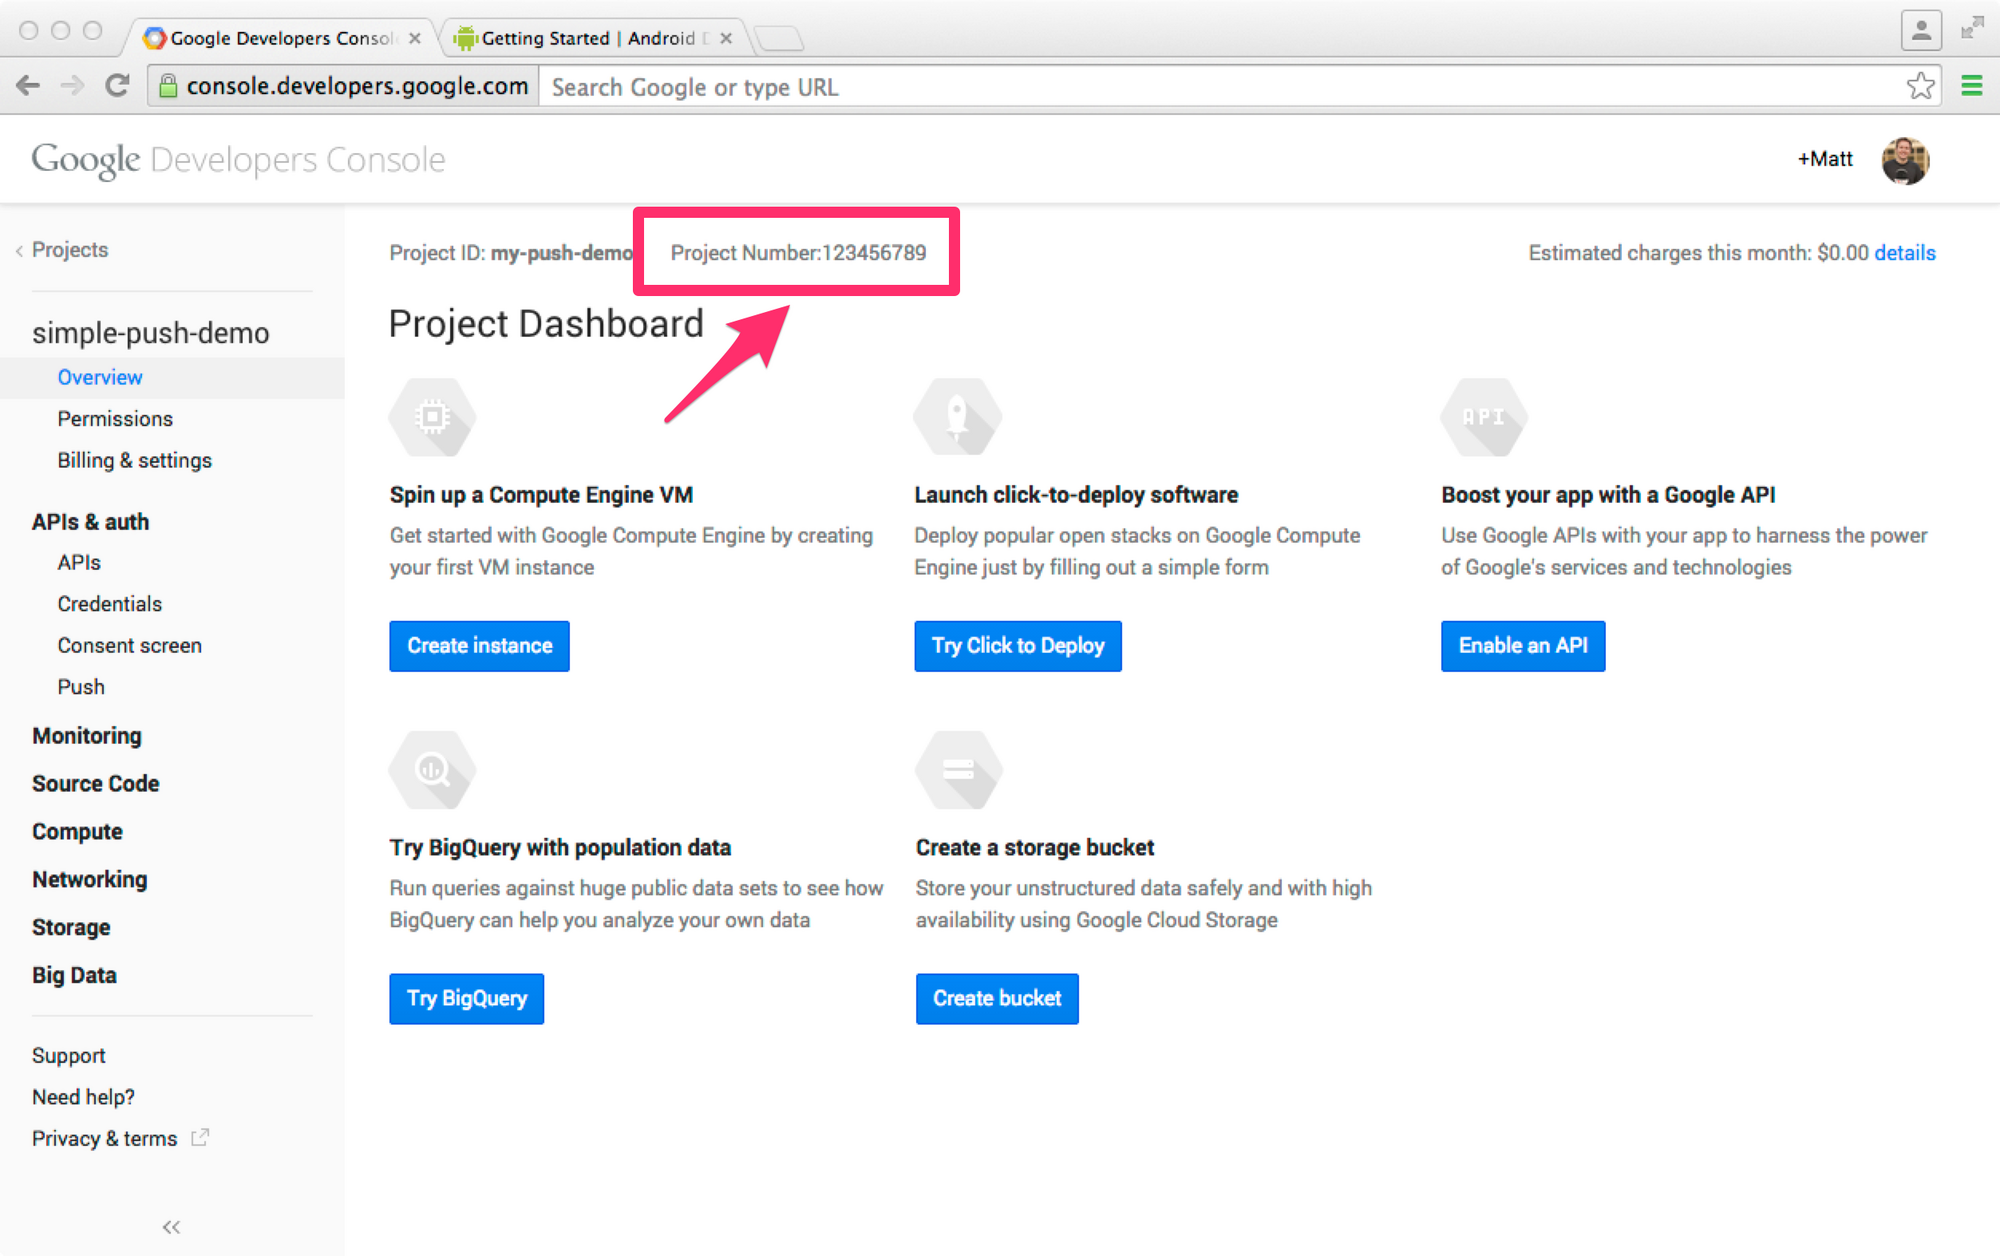 Google Developers Consol
Getting Started | Android D
console.developers.google.com
Search Google or type URL
Google Developers Console
+Matt
Projects
simple-push-demo
Overview
Permissions
Billing & settings
APIs & auth
APIs
Credentials
Consent screen
Push
Monitoring
Source Code
Compute
Networking
Storage
Big Data
Support
Need help?
Privacy & terms
Project ID: my-push-demo
Project Number:123456789
Estimated charges this month: $0.00 details
Project Dashboard
Spin up a Compute Engine VM
Get started with Google Compute Engine by creating
your first VM instance
Create instance
Launch click-to-deploy software
Deploy popular open stacks on Google Compute
Engine just by filling out a simple form
Try Click to Deploy
API
Boost your app with a Google API
Use Google APIs with your app to harness the power
of Google's services and technologies
Enable an API
Try BigQuery with population data
Run queries against huge public data sets to see how
BigQuery can help you analyze your own data
Try BigQuery
Create a storage bucket
Store your unstructured data safely and with high
availability using Google Cloud Storage
Create bucket